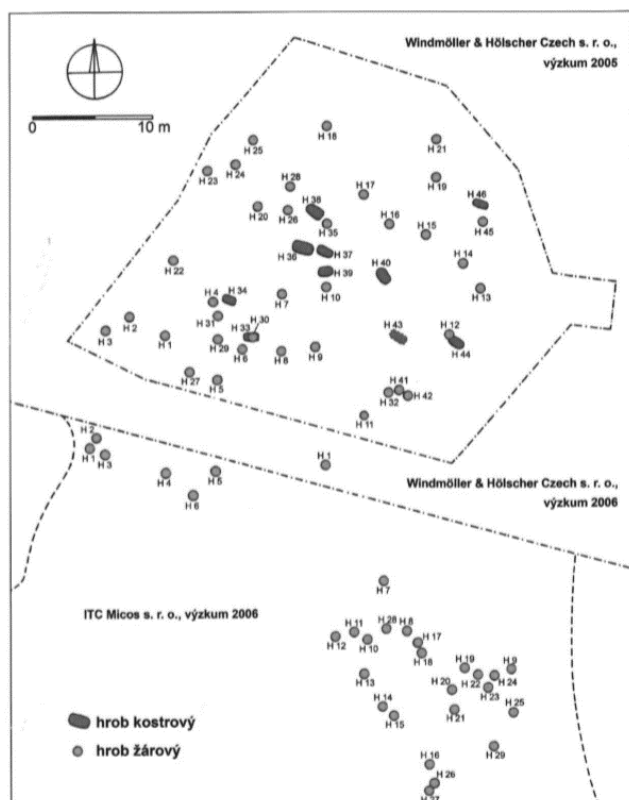 Windmöller & Hölscher Czech s. r. o.,
výzkum 2005
0
10 m
H 18
H 25
H 21
H 23
H 24
H 28
H 17
H 19
H 46
H 20
H 26
H 38
H 35
H 16
H 15
H 45
H 36
H 37
H 14
H 22
H 39
H 40
H 4
H 34
H 7
H 10
H 13
H 2
H 31
H 30
H 3
H 1
H 29
H 33
H 43
H 12
H 6
H 8
H 9
H 44
H 27
H 5
H 41
H 32
H 42
H 11
H 2
H 1
H 3
H 1
H 4
H 5
H 6
Windmöller & Hölscher Czech s. r. o.,
výzkum 2006
H 7
ITC Micos s. r. o., výzkum 2006
H 11
H 28
H 8
H 12
H 10
H 17
H 18
H 13
H 19
H 9
H 22
H 24
H 20
H 23
H 14
H 15
H 21
H 25
hrob kostrový
hrob žárový
H 29
H 16
H 26
H 27